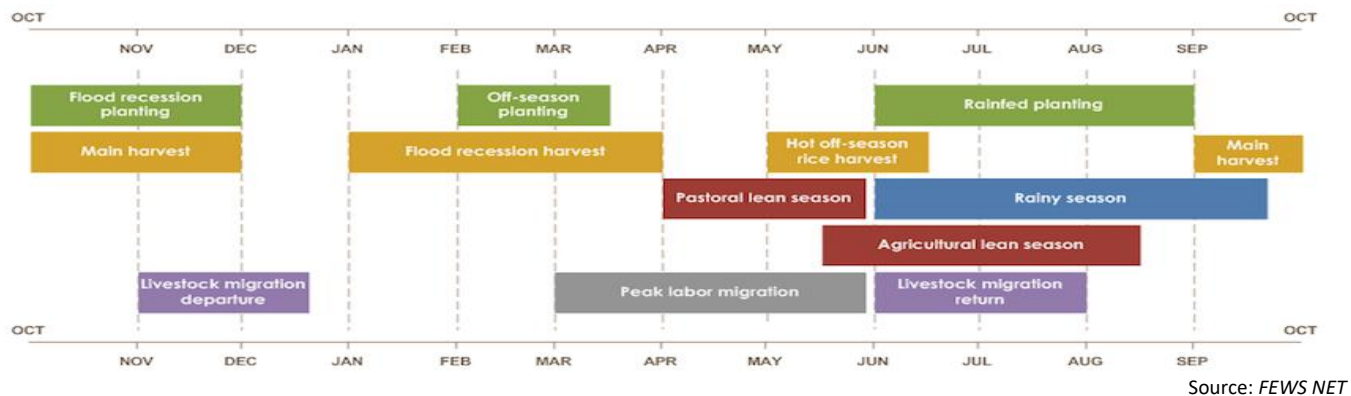 OCT OCT
NOV DEC JAN FEB MAR APR MAY JUN JUL AUG SEP
Flood recession
planting
Off-season
planting
Rainfed planting
Main harvest
Flood recession harvest
Hot off-season
rice harvest
Main
harvest
Pastoral lean season
Rainy season
Agricultural lean season
Livestock migration
departure
Peak labor migration
Livestock migration
return
OCT OCT
NOV DEC JAN FEB MAR APR MAY JUN JUL AUG SEP
Source: FEWS NET